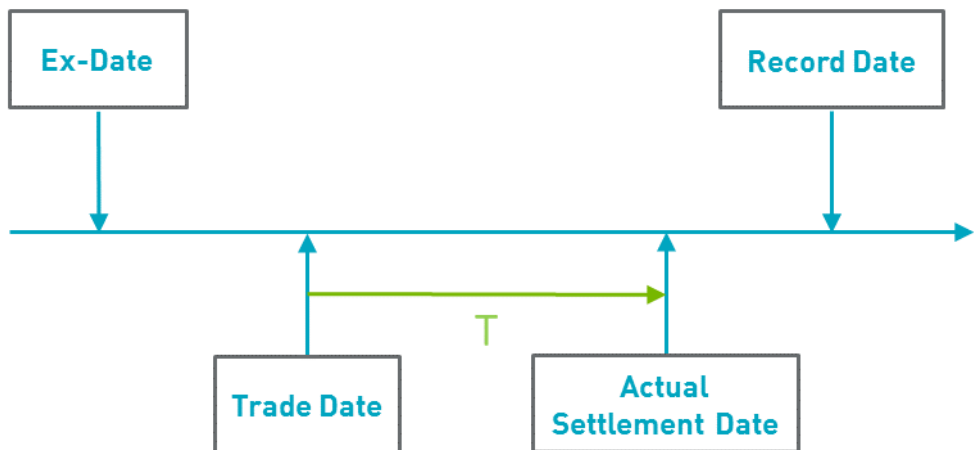 Ex-Date
Record Date
T
Trade Date
Actual
Settlement Date